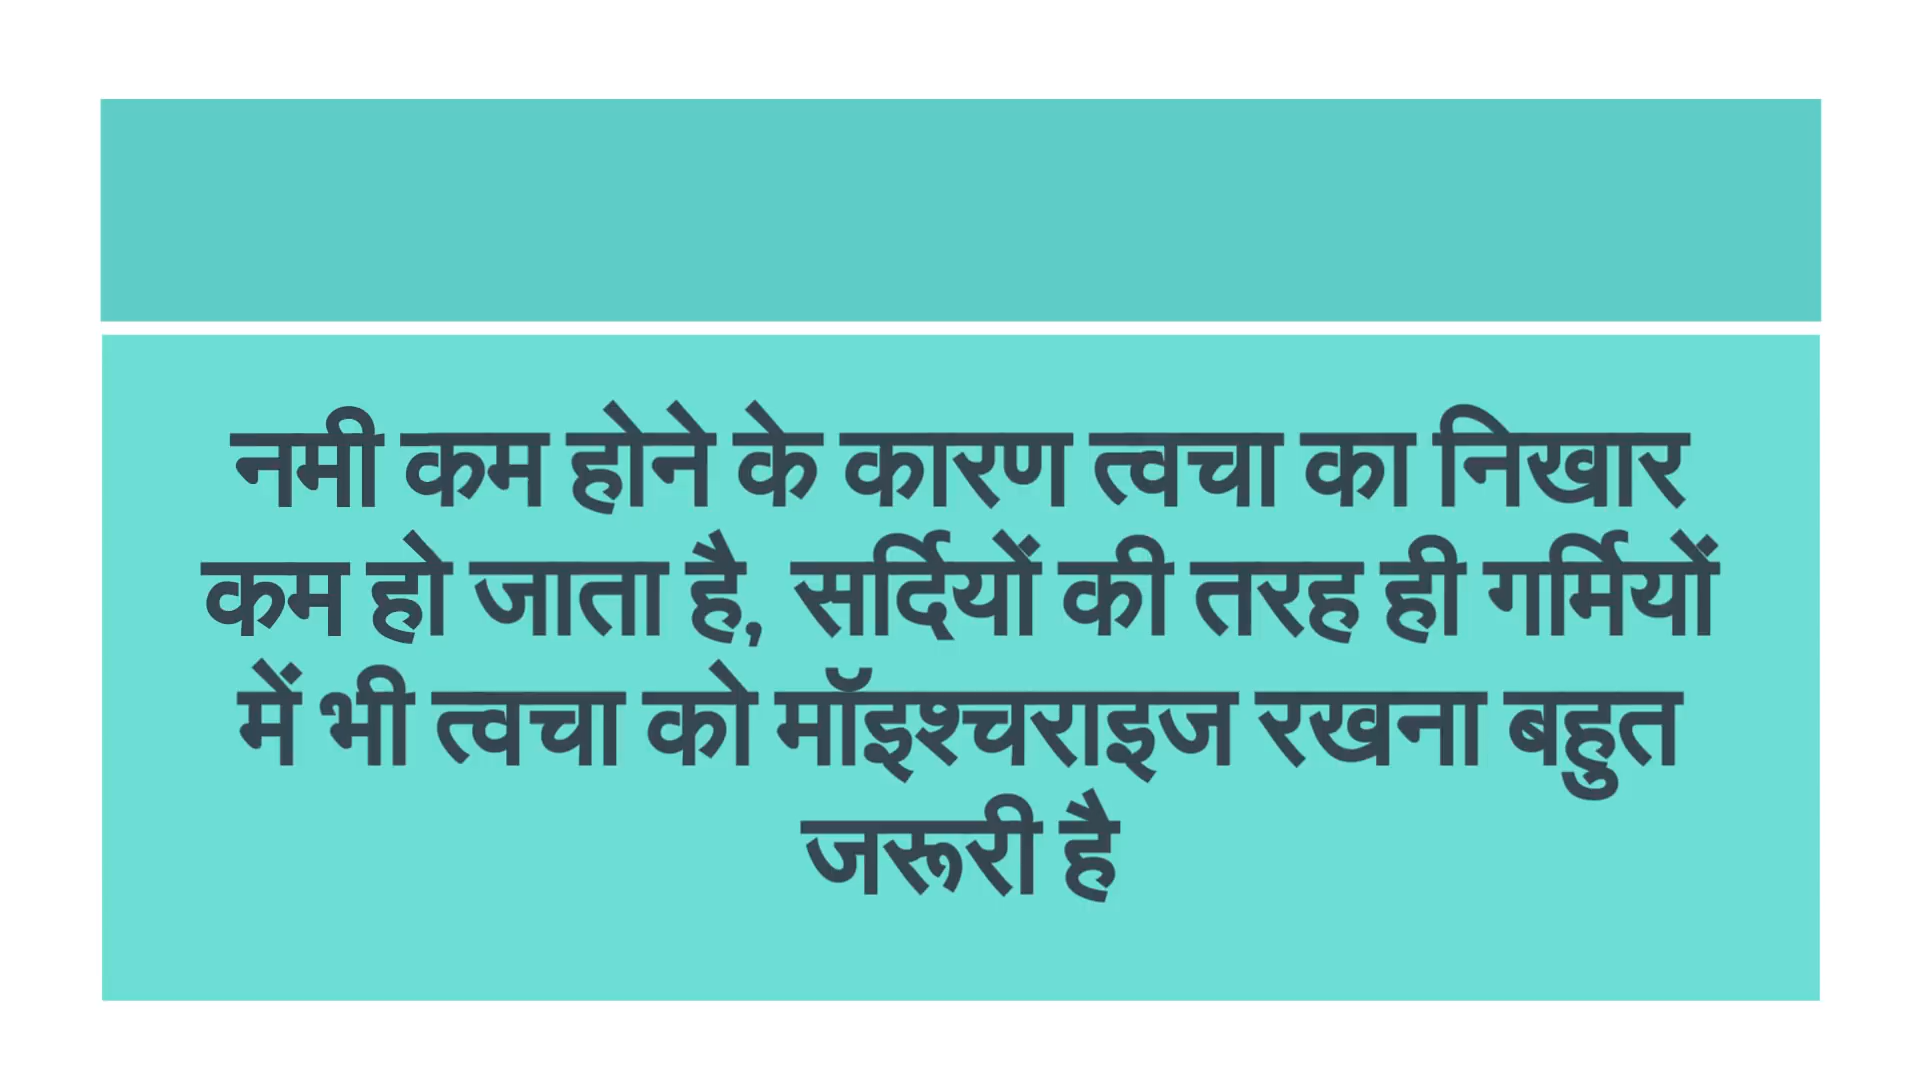 नमी कम होने के कारण त्वचा का निखार
कम हो जाता है, सर्दियों की तरह ही गर्मियों
में भी त्वचा को मॉइश्चराइज रखना बहुत
जरूरी है